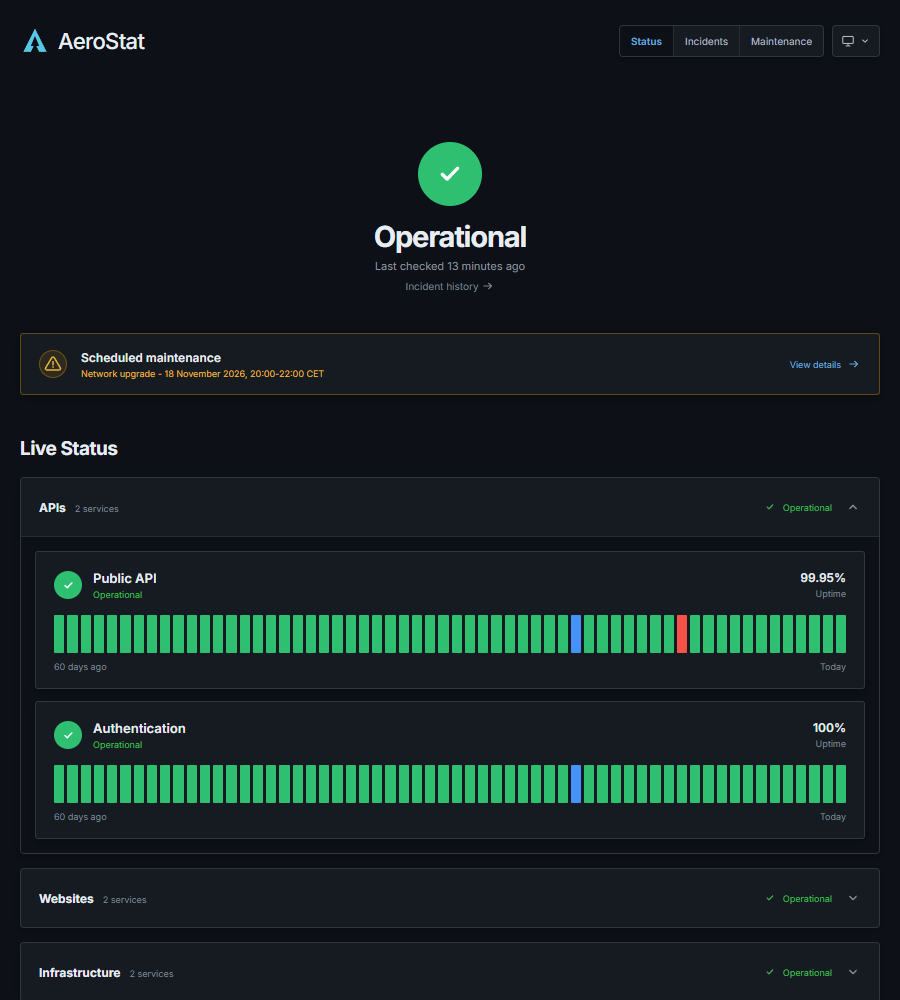 AeroStat
Status Incidents Maintenance
Operational
Last checked 13 minutes ago
Incident history →
Scheduled maintenance
Network upgrade - 18 November 2026, 20:00-22:00 CET
View details →
Live Status
APIs 2 services Operational
Public API 99.95%
Operational Uptime
60 days ago Today
Authentication 100%
Operational Uptime
60 days ago Today
Websites 2 services Operational
Infrastructure 2 services Operational